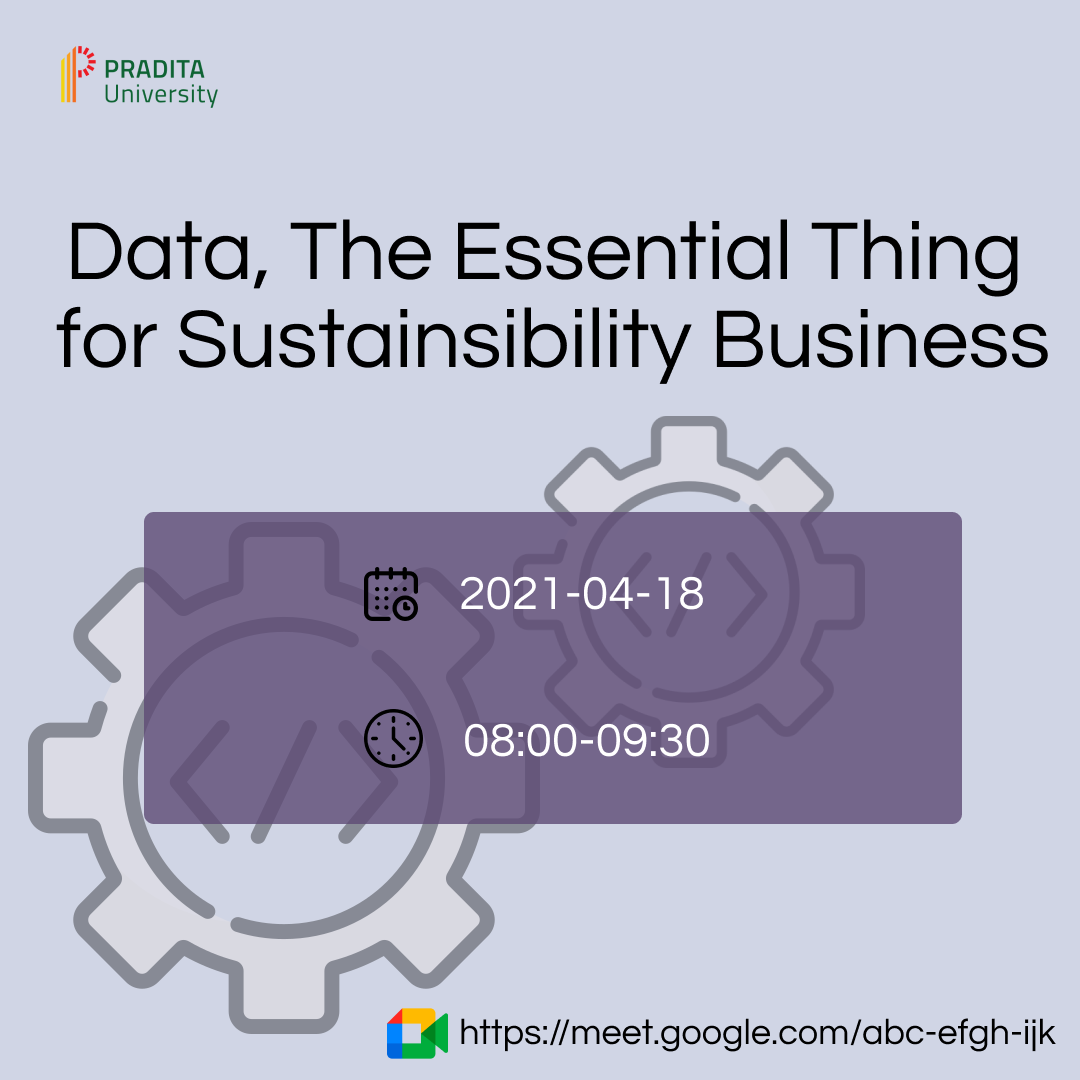 PRADITA
University
Data, The Essential Thing
for Sustainsibility Business
2021-04-18
08:00-09:30
https://meet.google.com/abc-efgh-ijk